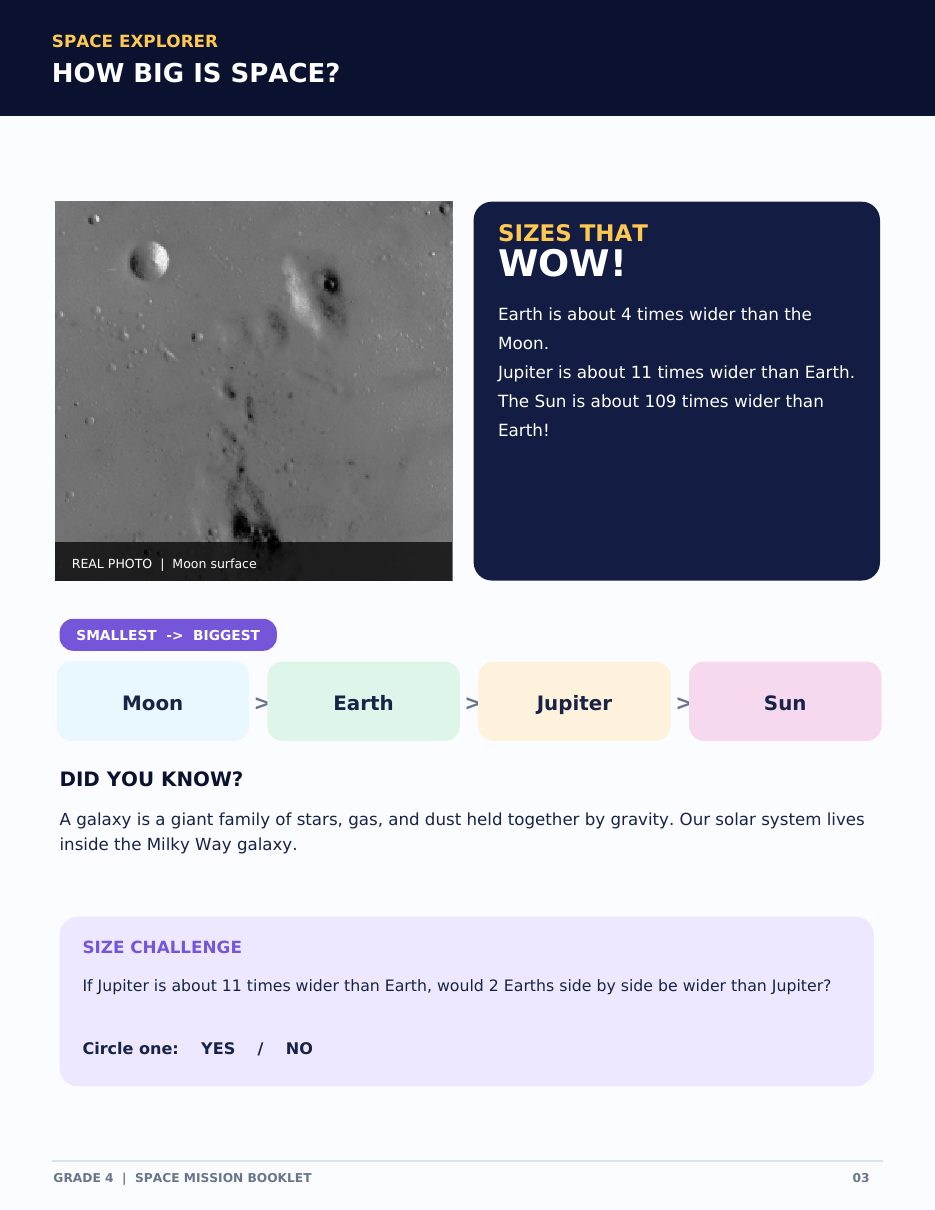 SPACE EXPLORER
HOW BIG IS SPACE?
SIZES THAT
WOW!
Earth is about 4 times wider than the
Moon.
Jupiter is about 11 times wider than Earth.
The Sun is about 109 times wider than
Earth!
REAL PHOTO | Moon surface
SMALLEST -> BIGGEST
Moon > Earth > Jupiter > Sun
DID YOU KNOW?
A galaxy is a giant family of stars, gas, and dust held together by gravity. Our solar system lives
inside the Milky Way galaxy.
SIZE CHALLENGE
If Jupiter is about 11 times wider than Earth, would 2 Earths side by side be wider than Jupiter?
Circle one: YES / NO
GRADE 4 | SPACE MISSION BOOKLET 03